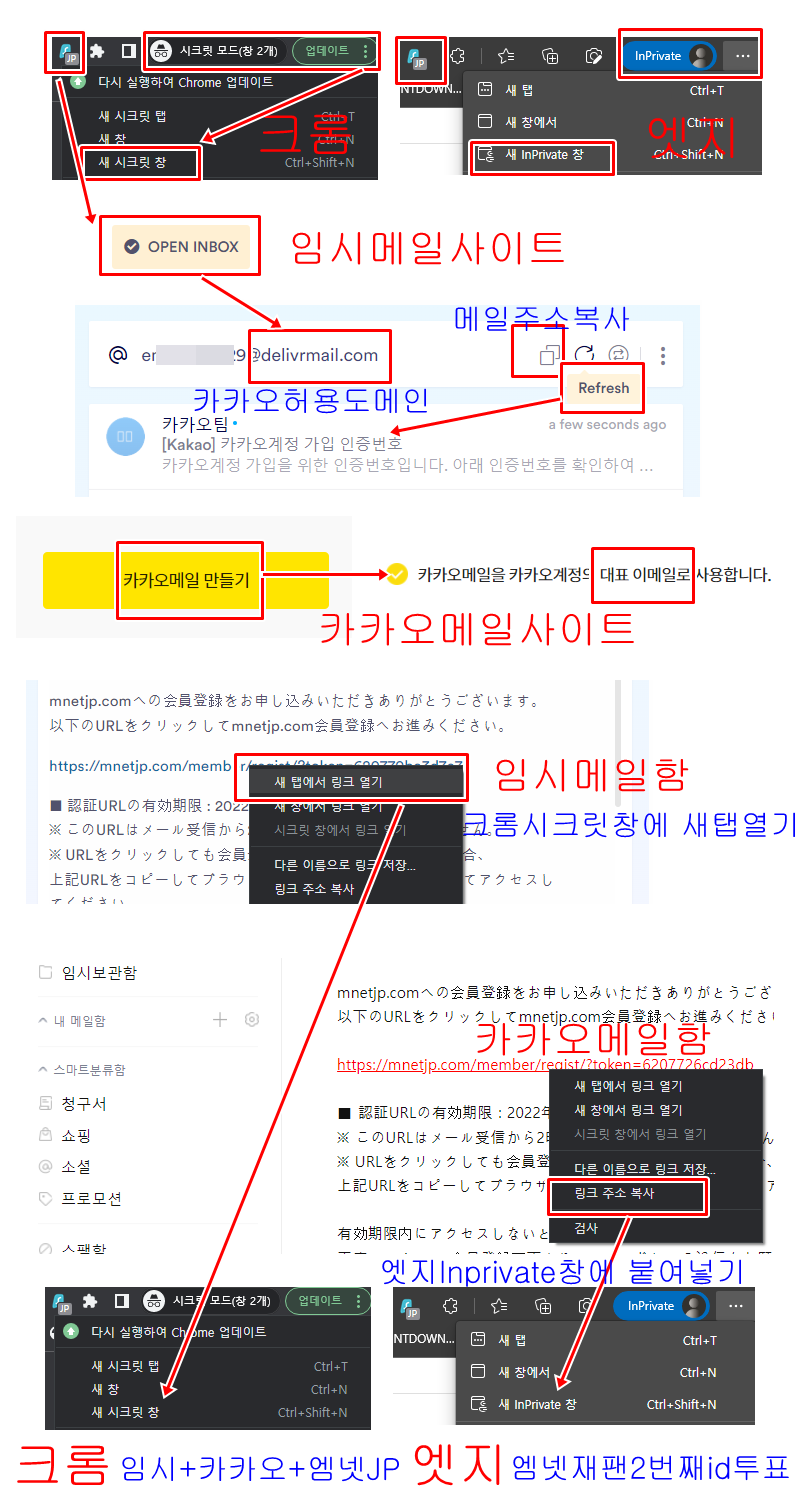 JP
시크릿 모드(창 2개)
업데이트
다시 실행하여 Chrome 업데이트
새 시크릿 탭
Ctrl+T
새 창
Ctrl+N
새 시크릿 창
Ctrl+Shift+N
크롬
JP
InPrivate
NTDOWN...
새 탭
Ctrl+T
새 창에서
Ctrl+N
새 InPrivate 창
Ctrl+Shift+N
엣지
OPEN INBOX
임시메일사이트
메일주소복사
@delivrmail.com
Refresh
카카오허용도메인
카카오팀
a few seconds ago
[Kakao] 카카오계정 가입 인증번호
카카오계정 가입을 위한 인증번호입니다. 아래 인증번호를 확인하여 ...
카카오메일 만들기
카카오메일을 카카오계정의 대표 이메일로 사용합니다.
카카오메일사이트
mnetjp.comへの会員登録をお申し込みいただきありがとうございます。
以下のURLをクリックしてmnetjp.com会員登録へお進みください。
https://mnetjp.com/member/regist/?token=
임시메일함
새 탭에서 링크 열기
■ 認証URLの有効期限 : 2022
새 창에서 링크 열기
※ このURLはメール受信から
시크릿 창에서 링크 열기
せん。
크롬시크릿창에 새탭열기
※ URLをクリックしても会員
合、
다른 이름으로 링크 저장...
上記URLをコピーしてブラウ
てアクセスし
링크 주소 복사
てください。
임시보관함
내 메일함
스마트분류함
청구서
쇼핑
소셜
프로모션
스팸함
mnetjp.comへの会員登録をお申し込みいただきありがとうござ
以下のURLをクリックしてmnetjp.com会員登録へお進みくださ
카카오메일함
https://mnetjp.com/member/regist/?token=6207726cd23db
새 탭에서 링크 열기
■ 認証URLの有効期限 : 2022
새 창에서 링크 열기
※ このURLはメール受信から2
시크릿 창에서 링크 열기
※ URLをクリックしても会員
다른 이름으로 링크 저장...
上記URLをコピーしてブラウザ
링크 주소 복사
有効期限内にアクセスしないと
검사
엣지Inprivate창에 붙여넣기
JP
시크릿 모드(창 2개)
업데이트
다시 실행하여 Chrome 업데이트
새 시크릿 탭
Ctrl+T
새 창
Ctrl+N
새 시크릿 창
Ctrl+Shift+N
JP
InPrivate
NTDOWN...
새 탭
Ctrl+T
새 창에서
Ctrl+N
새 InPrivate 창
Ctrl+Shift+N
크롬 임시+카카오+엠넷JP
엣지 엠넷재팬2번째id투표